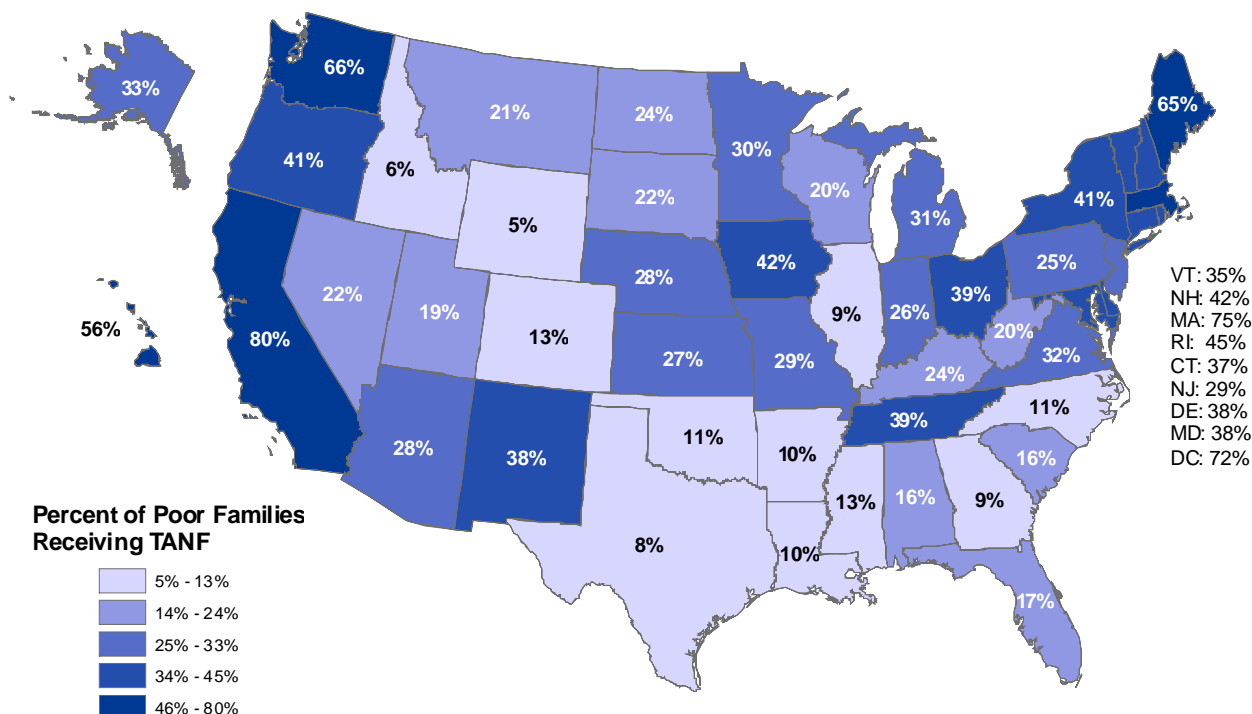 66%
33%
21%
24%
65%
30%
41%
6%
20%
41%
22%
31%
5%
42%
25%
28%
39%
VT: 35%
NH: 42%
MA: 75%
RI: 45%
CT: 37%
NJ: 29%
DE: 38%
MD: 38%
DC: 72%
22%
19%
9%
26%
20%
56%
80%
13%
32%
27%
29%
24%
11%
39%
28%
38%
11%
10%
16%
16%
13%
9%
8%
10%
17%
Percent of Poor Families
Receiving TANF
5% - 13%
14% - 24%
25% - 33%
34% - 45%
46% - 80%